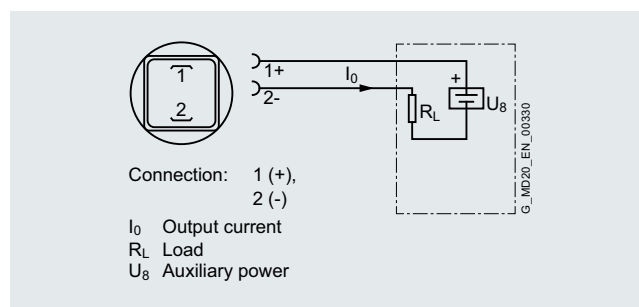 1
2
1+
2-
I0
+
RL
U8
G_MD20_EN_00330
Connection: 1 (+),
2 (-)
I0 Output current
RL Load
U8 Auxiliary power